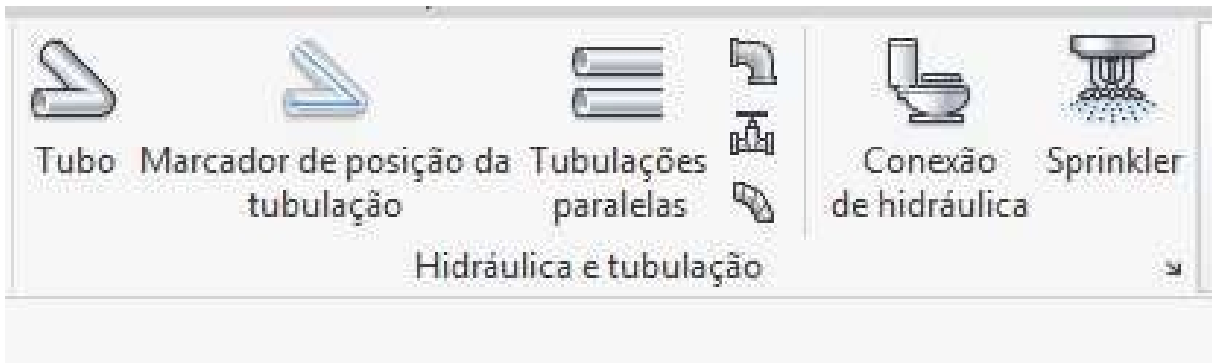 Tubo
Marcador de posição da
tubulação
Tubulações
paralelas
Conexão
de hidráulica
Sprinkler
Hidráulica e tubulação